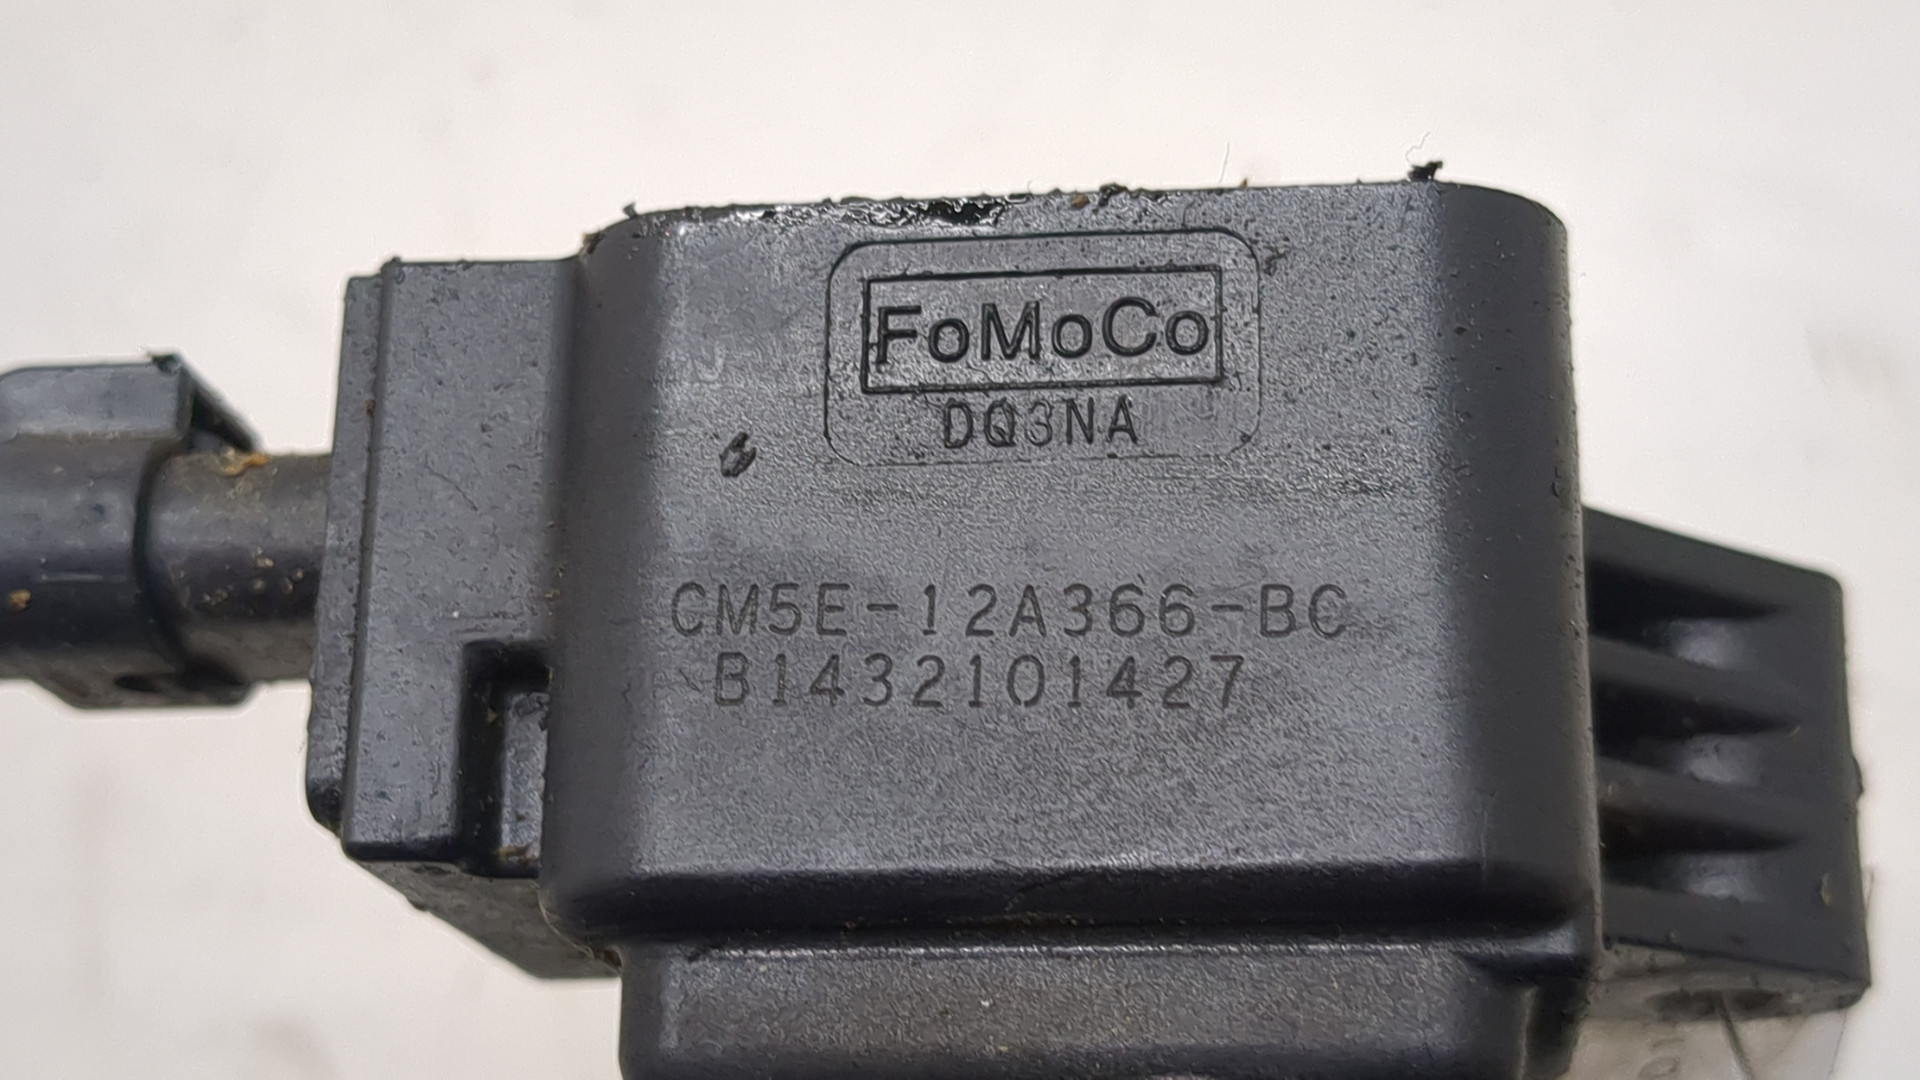 FoMoCo
DQ3NA
CM5E-12A366-BC
B1432101427